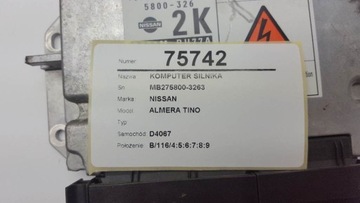 5800-326
NISSAN 2K
Numer: 75742
Nazwa: KOMPUTER SILNIKA
Sn: MB275800-3263
Marka: NISSAN
Model: ALMERA TINO
Typ:
Samochód: D4067
Położenie: B/116/4:5:6:7:8:9